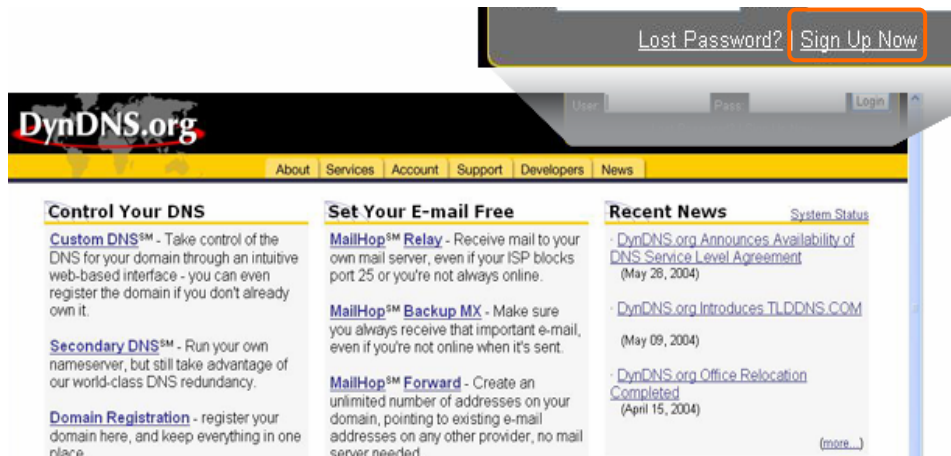 Lost Password? | Sign Up Now
User: Pass: Login
DynDNS.org
About Services Account Support Developers News
Control Your DNS
Custom DNS℠ - Take control of the
DNS for your domain through an intuitive
web-based interface - you can even
register the domain if you don't already
own it.
Secondary DNS℠ - Run your own
nameserver, but still take advantage of
our world-class DNS redundancy.
Domain Registration - register your
domain here, and keep everything in one
place.
Set Your E-mail Free
MailHop℠ Relay - Receive mail to your
own mail server, even if your ISP blocks
port 25 or you're not always online.
MailHop℠ Backup MX - Make sure
you always receive that important e-mail,
even if you're not online when it's sent.
MailHop℠ Forward - Create an
unlimited number of addresses on your
domain, pointing to existing e-mail
addresses on any other provider, no mail
server needed.
Recent News System Status
· DynDNS.org Announces Availability of
DNS Service Level Agreement
(May 28, 2004)
· DynDNS.org Introduces TLDDNS.COM
(May 09, 2004)
· DynDNS.org Office Relocation
Completed
(April 15, 2004)
(more...)